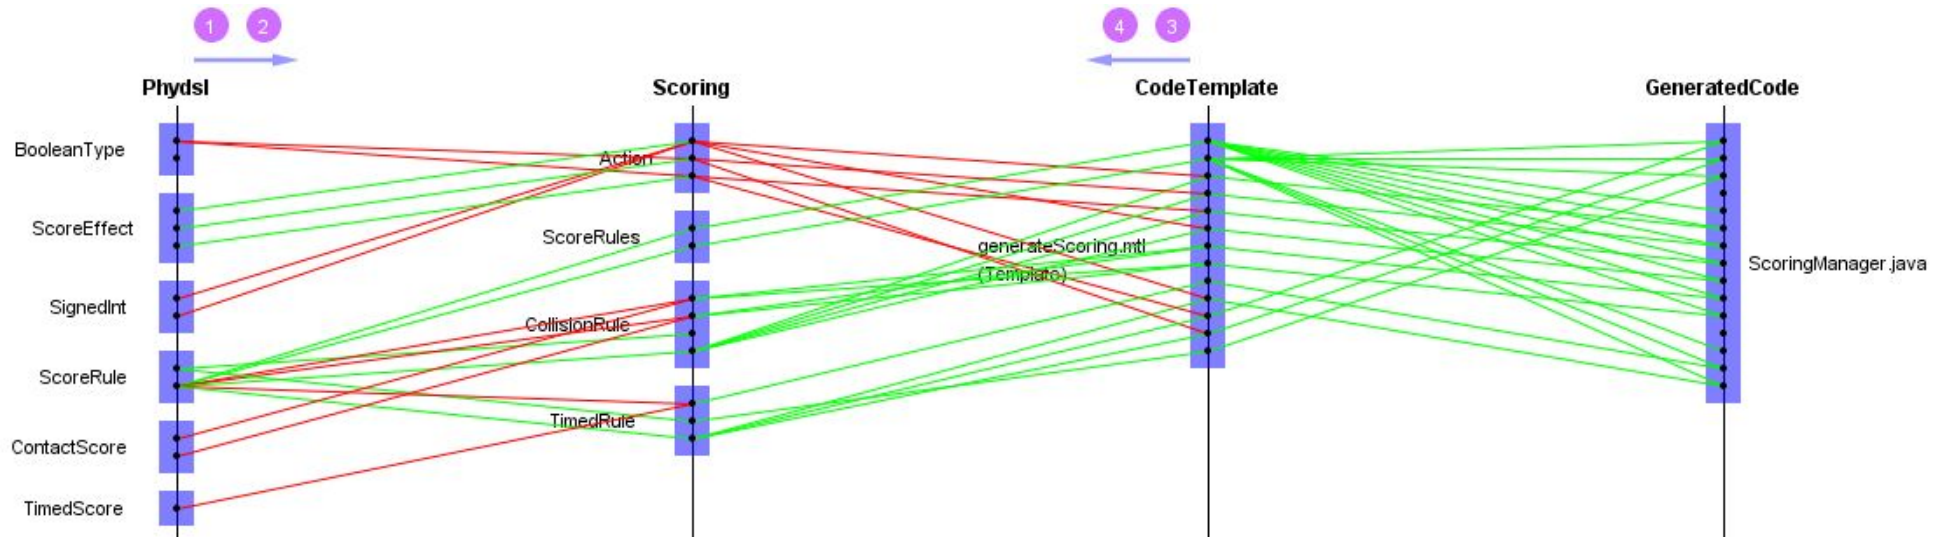 1 2 4 3
Phydsl Scoring CodeTemplate GeneratedCode
BooleanType
Action
ScoreEffect
ScoreRules
generateScoring.mtl
(Template)
ScoringManager.java
SignedInt
CollisionRule
ScoreRule
TimedRule
ContactScore
TimedScore